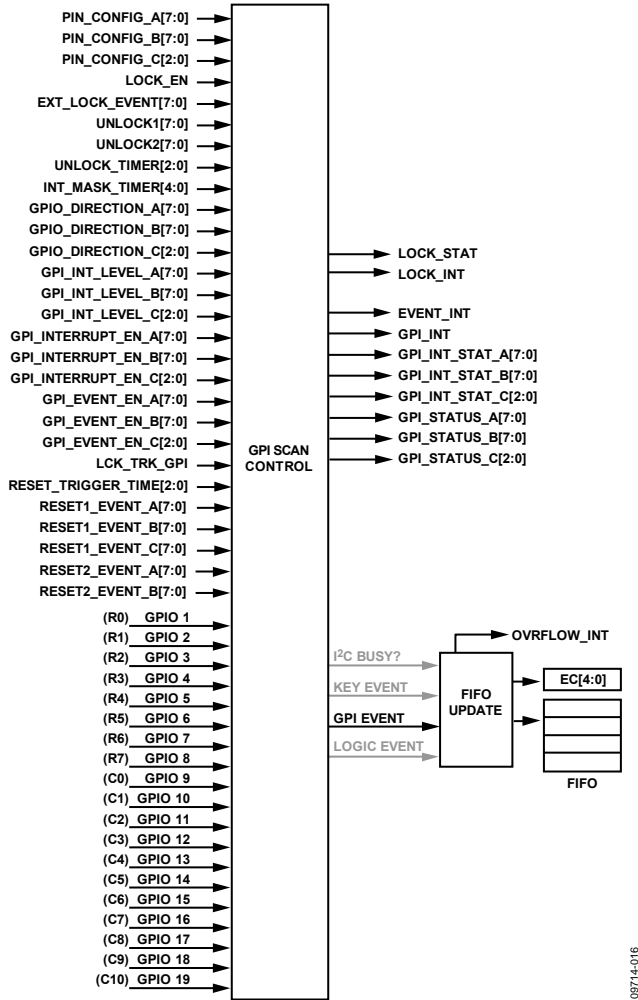 PIN_CONFIG_A[7:0]
PIN_CONFIG_B[7:0]
PIN_CONFIG_C[2:0]
LOCK_EN
EXT_LOCK_EVENT[7:0]
UNLOCK1[7:0]
UNLOCK2[7:0]
UNLOCK_TIMER[2:0]
INT_MASK_TIMER[4:0]
GPIO_DIRECTION_A[7:0]
GPIO_DIRECTION_B[7:0]
GPIO_DIRECTION_C[2:0]
GPI_INT_LEVEL_A[7:0]
GPI_INT_LEVEL_B[7:0]
GPI_INT_LEVEL_C[2:0]
GPI_INTERRUPT_EN_A[7:0]
GPI_INTERRUPT_EN_B[7:0]
GPI_INTERRUPT_EN_C[2:0]
GPI_EVENT_EN_A[7:0]
GPI_EVENT_EN_B[7:0]
GPI_EVENT_EN_C[2:0]
LCK_TRK_GPI
RESET_TRIGGER_TIME[2:0]
RESET1_EVENT_A[7:0]
RESET1_EVENT_B[7:0]
RESET1_EVENT_C[7:0]
RESET2_EVENT_A[7:0]
RESET2_EVENT_B[7:0]
(R0) GPIO 1
(R1) GPIO 2
(R2) GPIO 3
(R3) GPIO 4
(R4) GPIO 5
(R5) GPIO 6
(R6) GPIO 7
(R7) GPIO 8
(C0) GPIO 9
(C1) GPIO 10
(C2) GPIO 11
(C3) GPIO 12
(C4) GPIO 13
(C5) GPIO 14
(C6) GPIO 15
(C7) GPIO 16
(C8) GPIO 17
(C9) GPIO 18
(C10) GPIO 19
GPI SCAN
CONTROL
LOCK_STAT
LOCK_INT
EVENT_INT
GPI_INT
GPI_INT_STAT_A[7:0]
GPI_INT_STAT_B[7:0]
GPI_INT_STAT_C[2:0]
GPI_STATUS_A[7:0]
GPI_STATUS_B[7:0]
GPI_STATUS_C[2:0]
I2C BUSY?
KEY EVENT
GPI EVENT
LOGIC EVENT
FIFO
UPDATE
OVRFLOW_INT
EC[4:0]
FIFO
09714-016